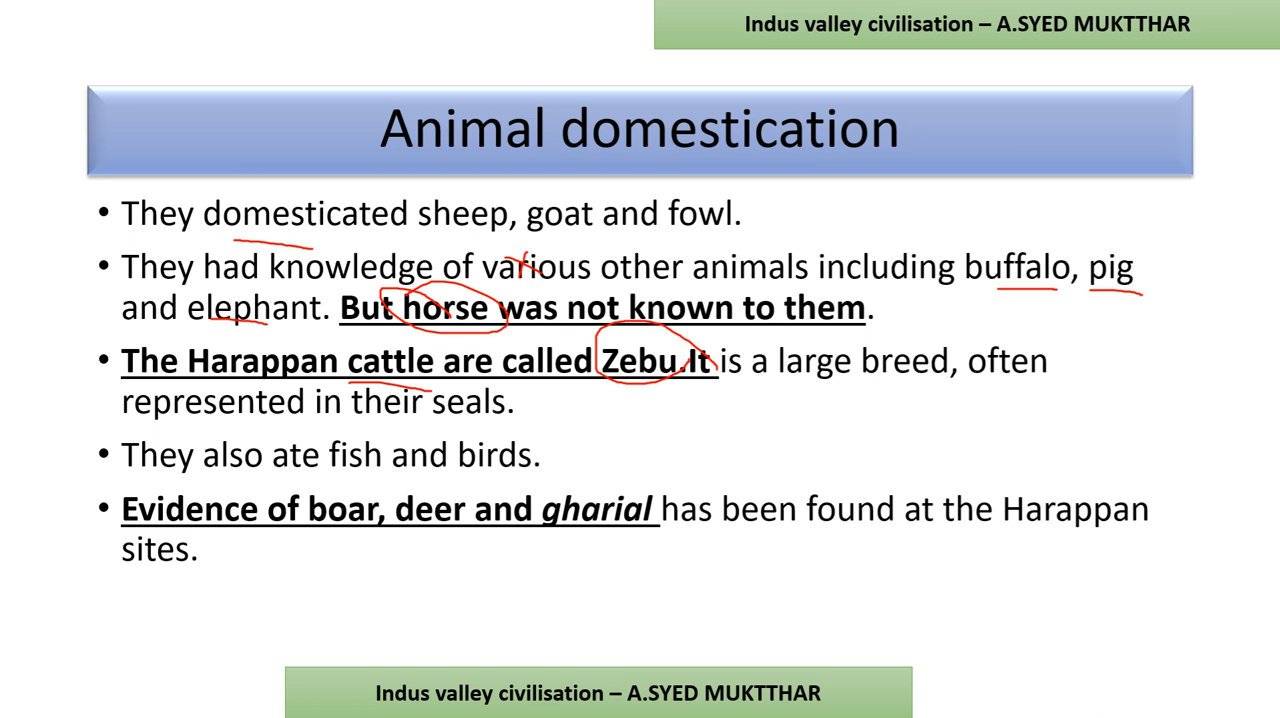 Indus valley civilisation – A.SYED MUKTTHAR
Animal domestication
• They domesticated sheep, goat and fowl.
• They had knowledge of various other animals including buffalo, pig
and elephant. But horse was not known to them.
• The Harappan cattle are called Zebu.It is a large breed, often
represented in their seals.
• They also ate fish and birds.
• Evidence of boar, deer and gharial has been found at the Harappan
sites.
Indus valley civilisation – A.SYED MUKTTHAR